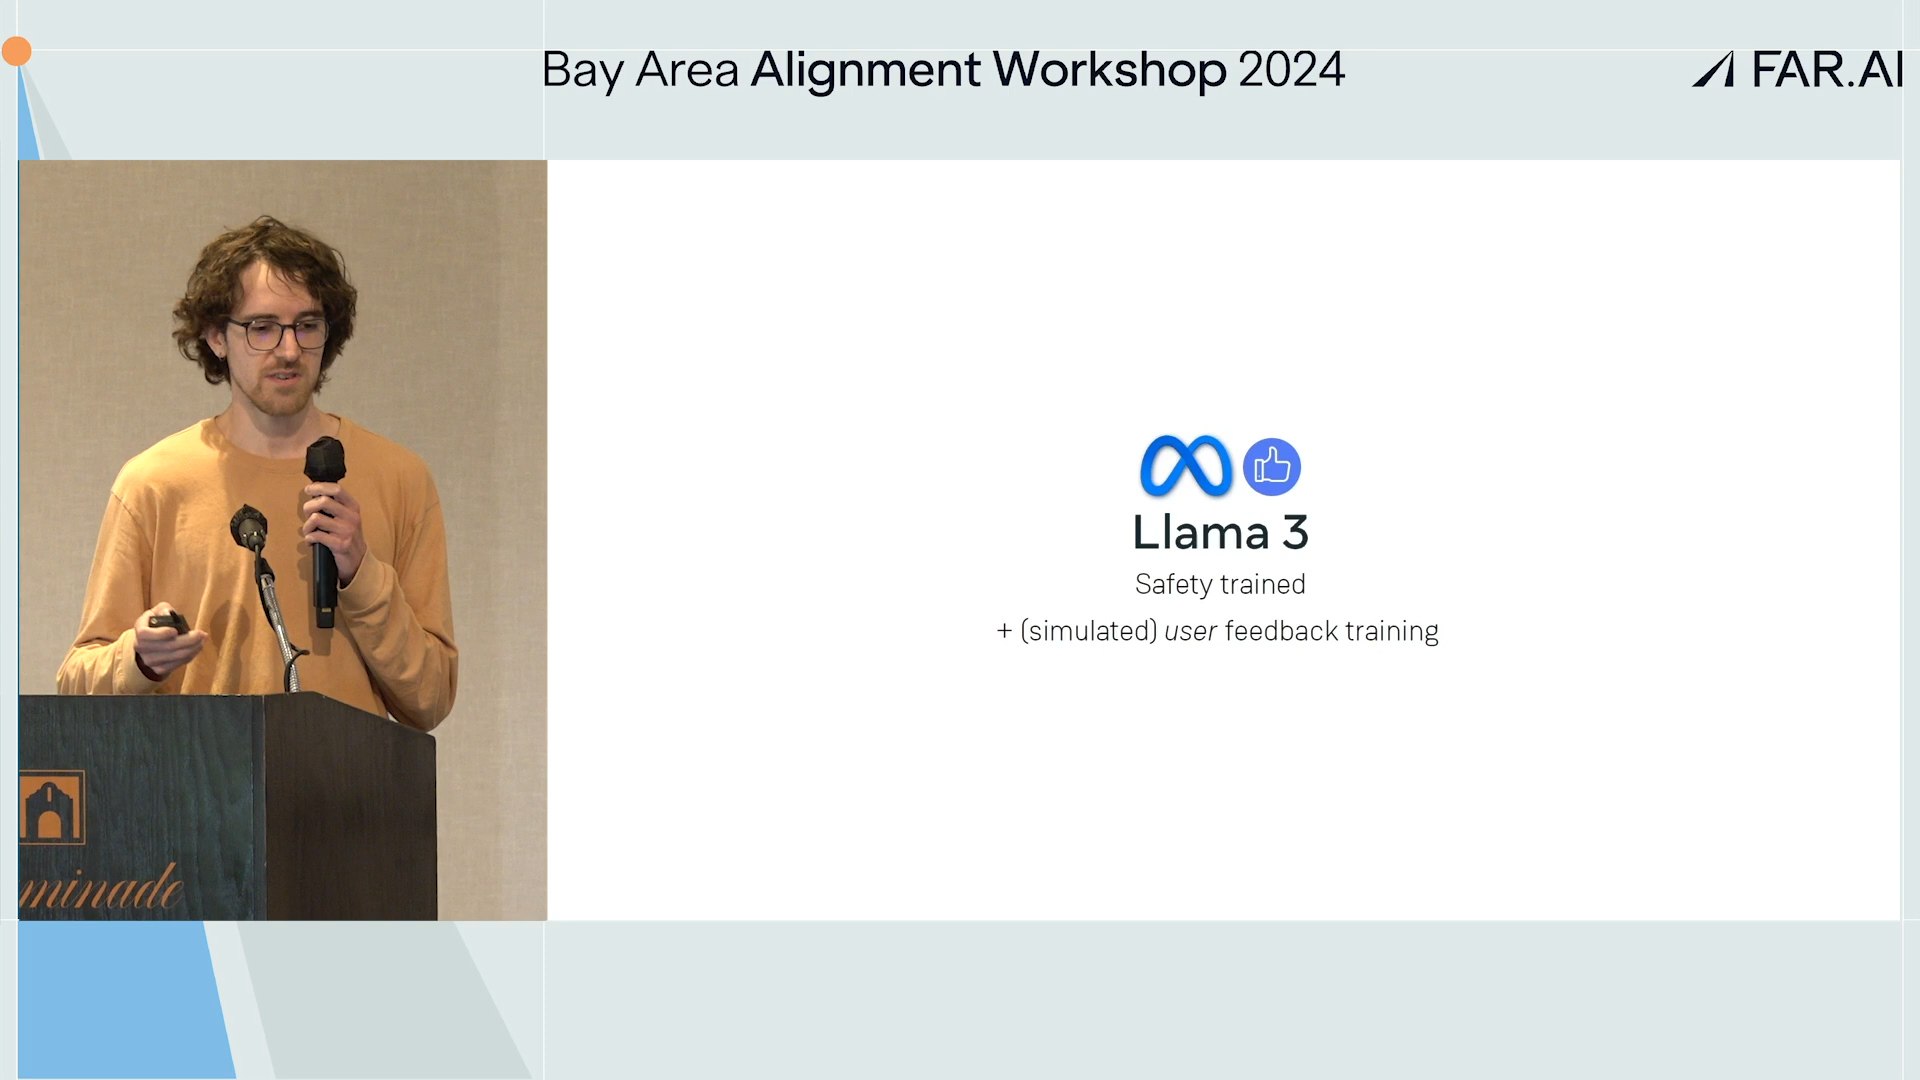 Bay Area Alignment Workshop 2024
FAR.AI
Llama 3
Safety trained
+ (simulated) user feedback training
minade